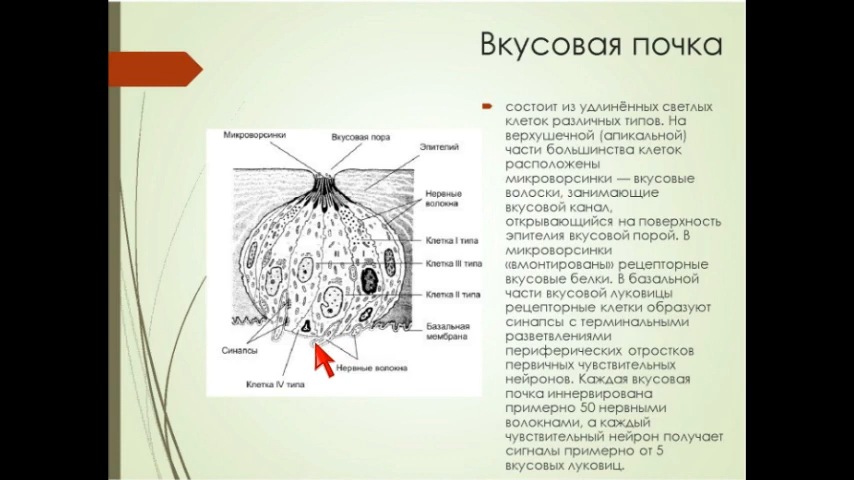 Вкусовая почка
состоит из удлинённых светлых
клеток различных типов. На
верхушечной (апикальной)
части большинства клеток
расположены
микроворсинки — вкусовые
волоски, занимающие
вкусовой канал,
открывающийся на поверхность
эпителия вкусовой порой. В
микроворсинки
«вмонтированы» рецепторные
вкусовые белки. В базальной
части вкусовой луковицы
рецепторные клетки образуют
синапсы с терминальными
разветвлениями
периферических отростков
первичных чувствительных
нейронов. Каждая вкусовая
почка иннервирована
примерно 50 нервными
волокнами, а каждый
чувствительный нейрон получает
сигналы примерно от 5
вкусовых луковиц.
Микроворсинки
Вкусовая пора
Эпителий
Нервные
волокна
Клетка I типа
Клетка III типа
Клетка II типа
Базальная
мембрана
Синапсы
Нервные волокна
Клетка IV типа